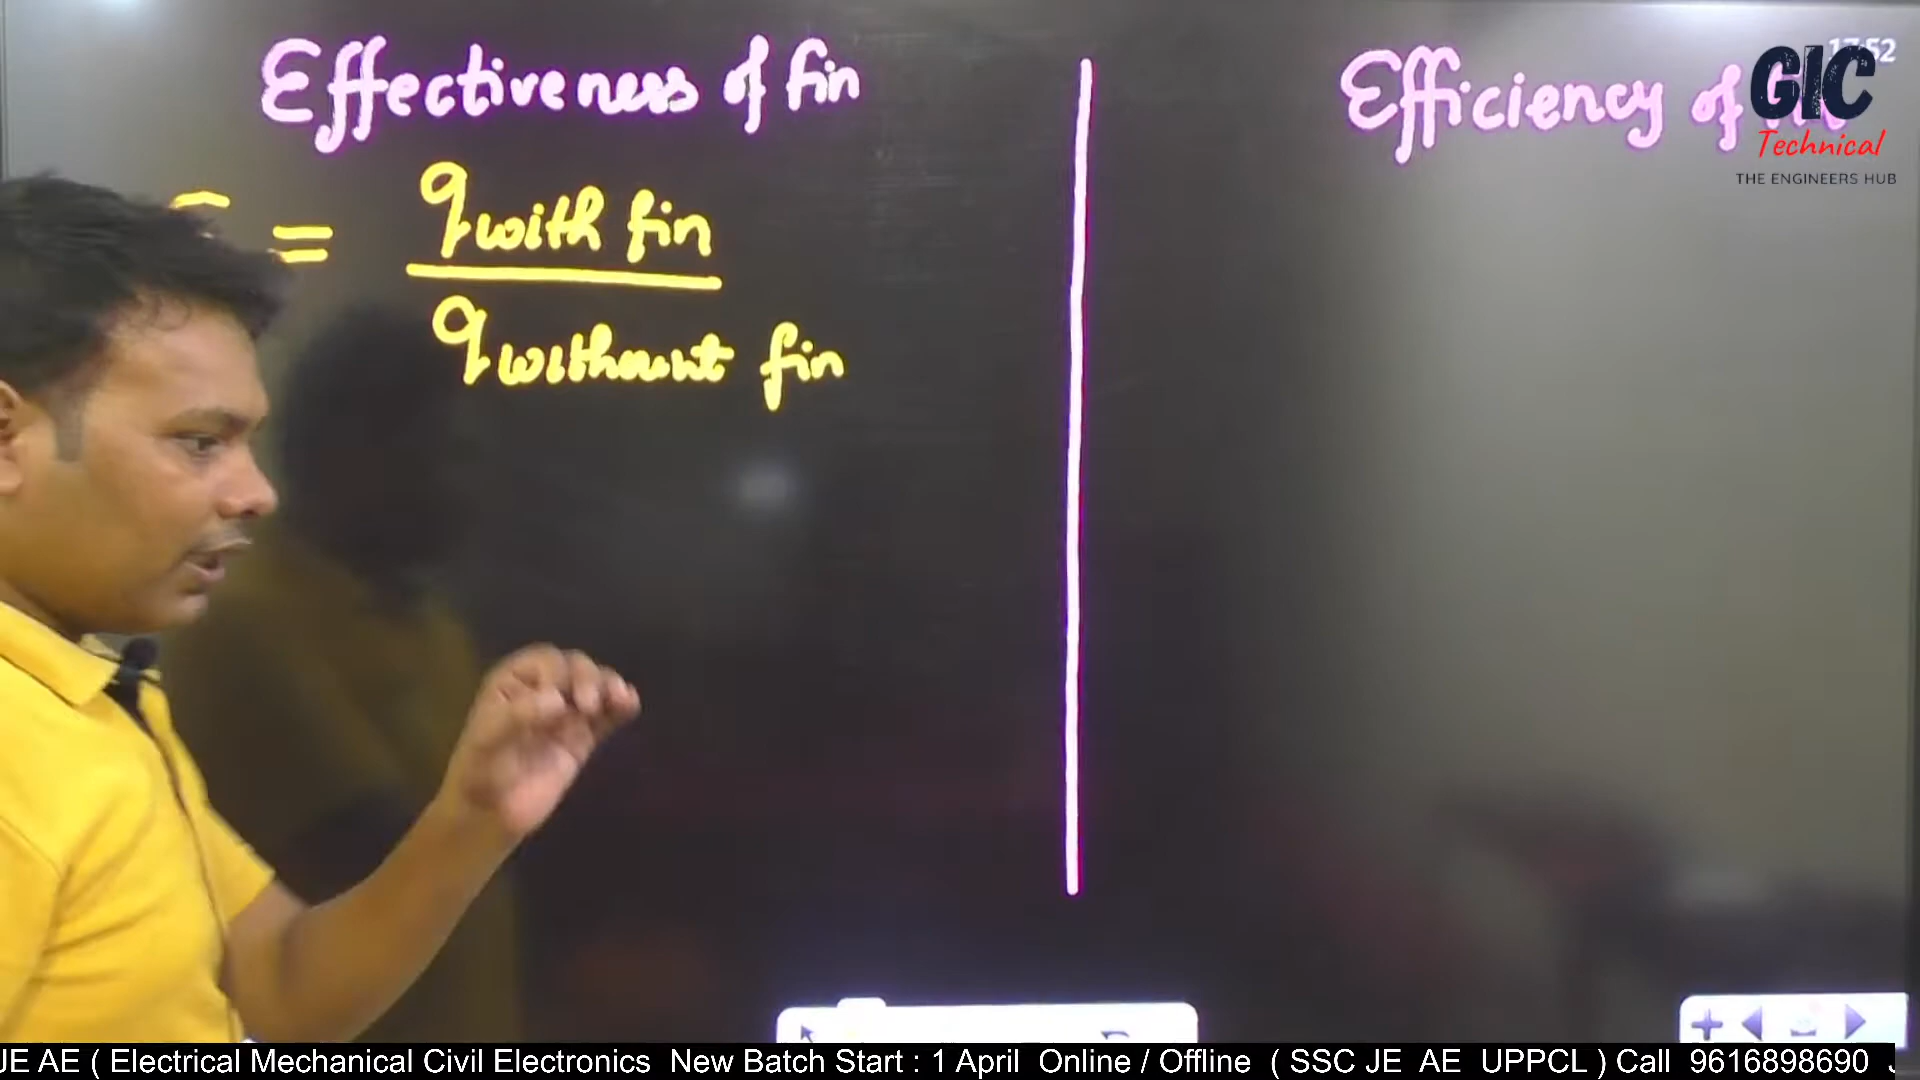 Effectiveness of fin
= q with fin
q without fin
Efficiency of
:52
GIC
Technical
THE ENGINEERS HUB
JE AE ( Electrical Mechanical Civil Electronics New Batch Start : 1 April Online / Offline ( SSC JE AE UPPCL ) Call 9616898690